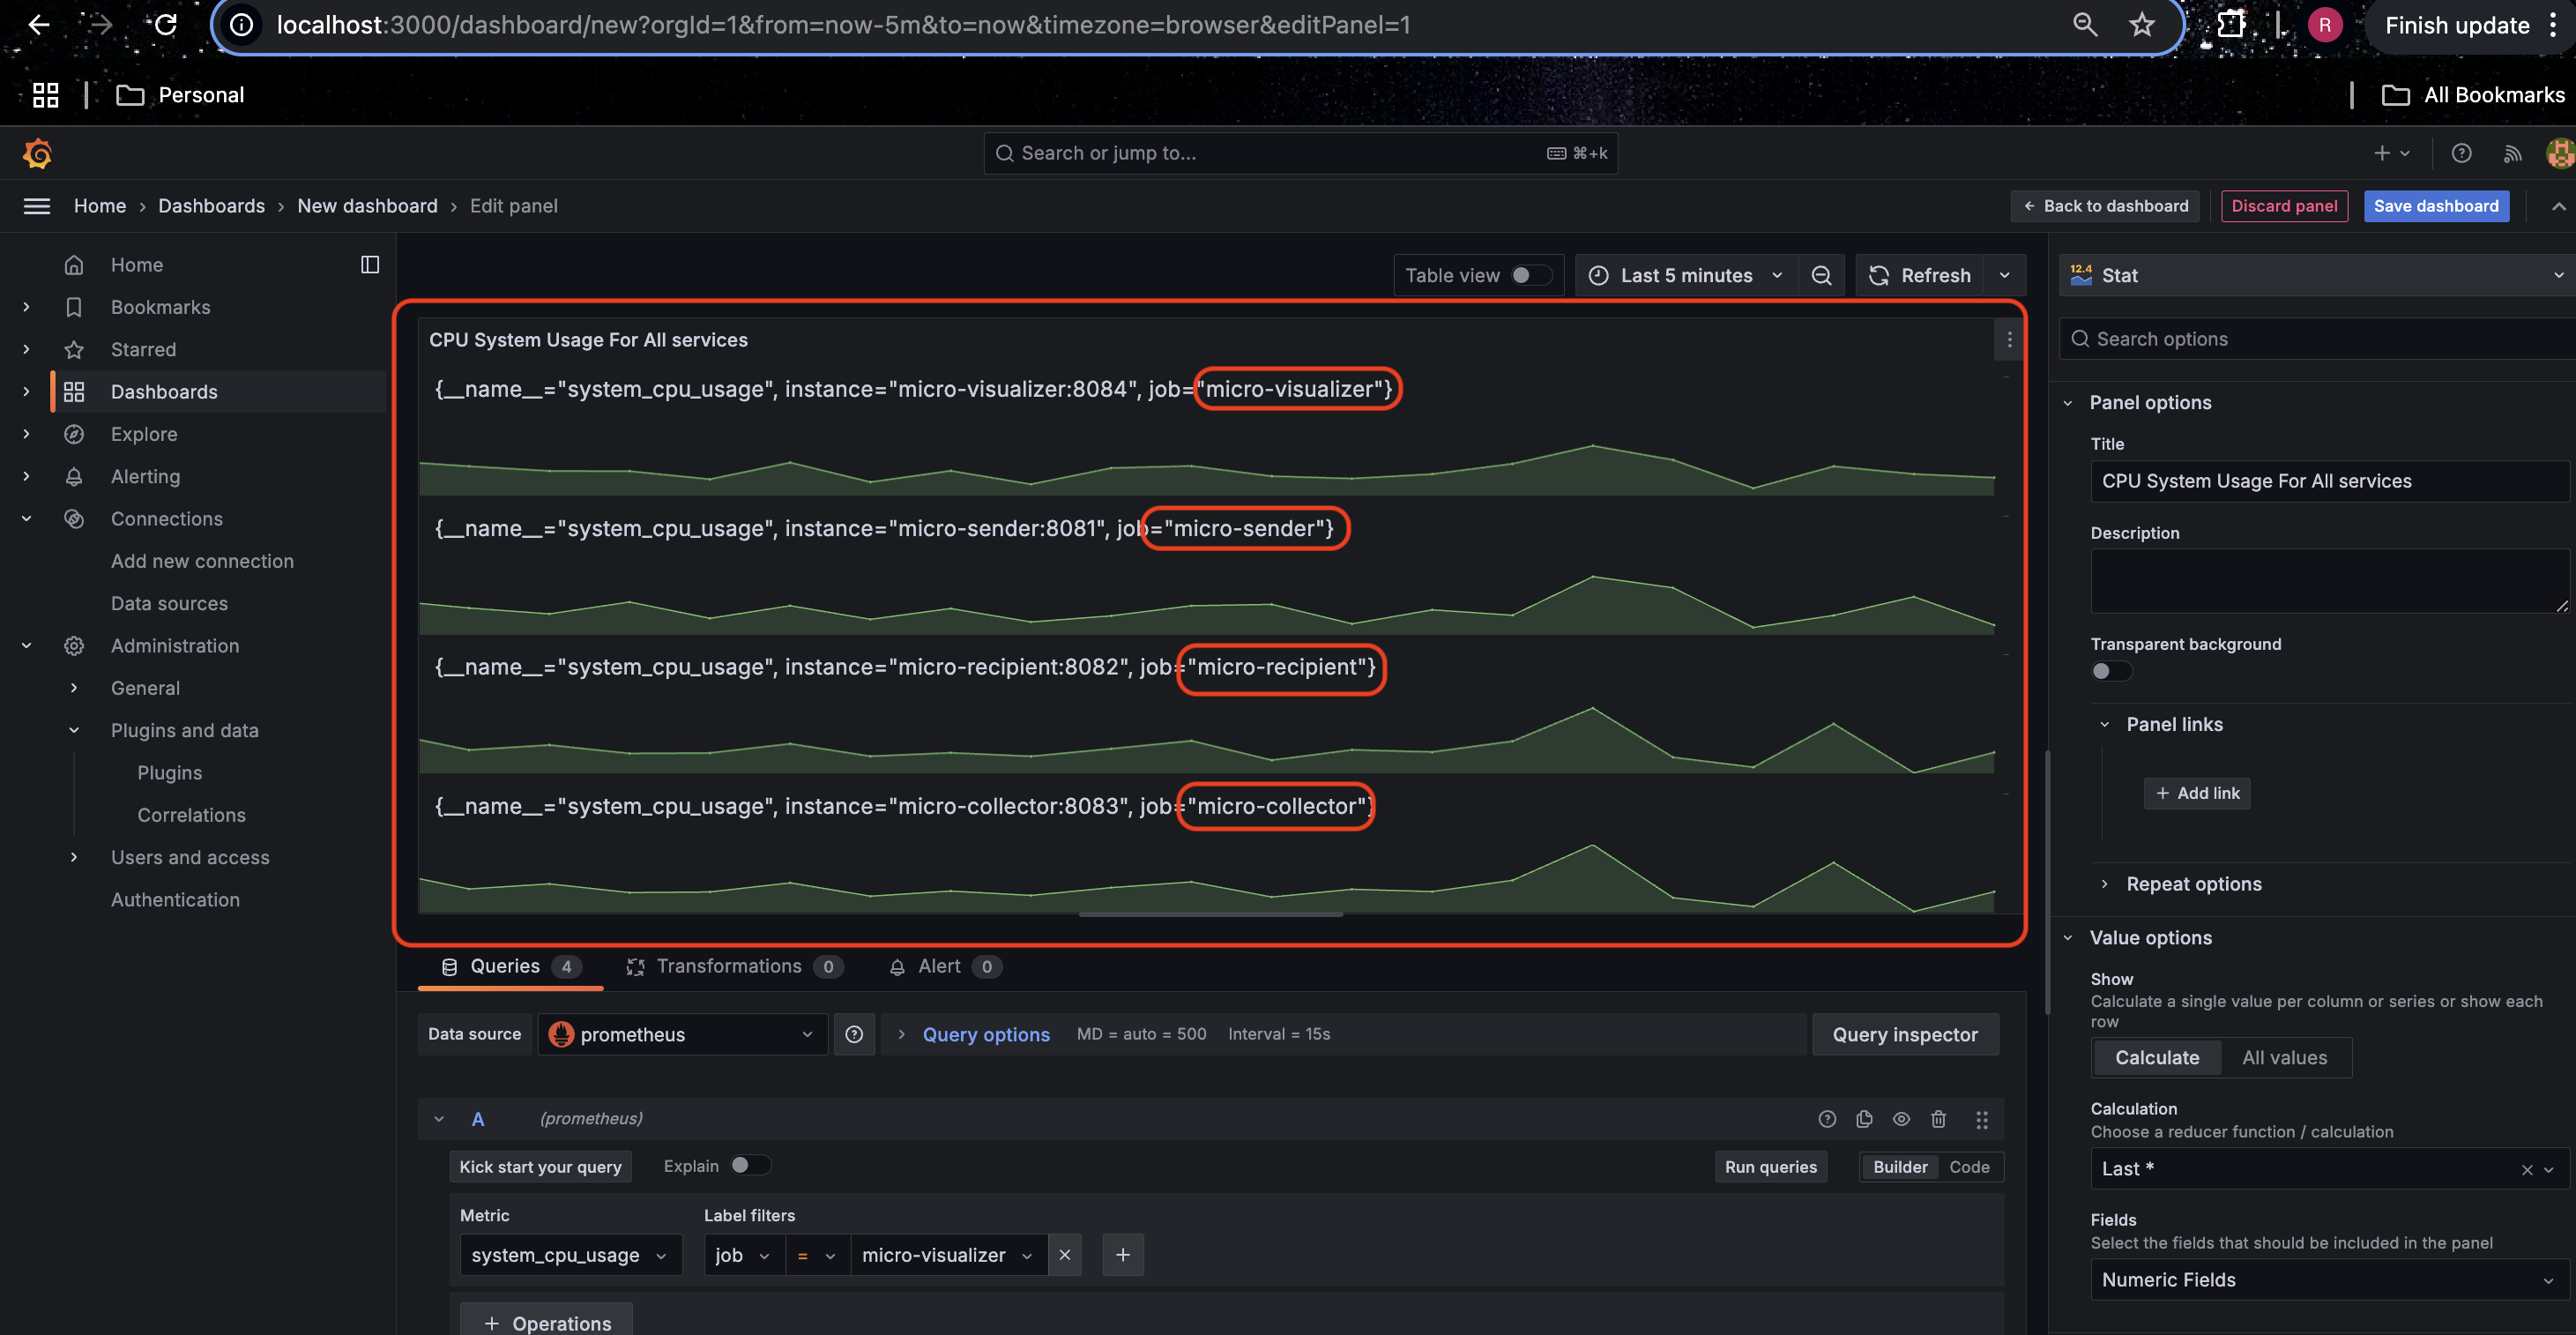 localhost:3000/dashboard/new?orgId=1&from=now-5m&to=now&timezone=browser&editPanel=1
R
Finish update
Personal
All Bookmarks
Search or jump to...
⌘+k
Home › Dashboards › New dashboard › Edit panel
← Back to dashboard
Discard panel
Save dashboard
Home
Bookmarks
Starred
Dashboards
Explore
Alerting
Connections
Add new connection
Data sources
Administration
General
Plugins and data
Plugins
Correlations
Users and access
Authentication
Table view
Last 5 minutes
Refresh
CPU System Usage For All services
{__name__="system_cpu_usage", instance="micro-visualizer:8084", job="micro-visualizer"}
{__name__="system_cpu_usage", instance="micro-sender:8081", job="micro-sender"}
{__name__="system_cpu_usage", instance="micro-recipient:8082", job="micro-recipient"}
{__name__="system_cpu_usage", instance="micro-collector:8083", job="micro-collector"}
Queries 4
Transformations 0
Alert 0
Data source
prometheus
Query options
MD = auto = 500
Interval = 15s
Query inspector
A
(prometheus)
Kick start your query
Explain
Run queries
Builder
Code
Metric
Label filters
system_cpu_usage
job
=
micro-visualizer
+ Operations
12.4
Stat
Search options
Panel options
Title
CPU System Usage For All services
Description
Transparent background
Panel links
+ Add link
Repeat options
Value options
Show
Calculate a single value per column or series or show each
row
Calculate
All values
Calculation
Choose a reducer function / calculation
Last *
Fields
Select the fields that should be included in the panel
Numeric Fields